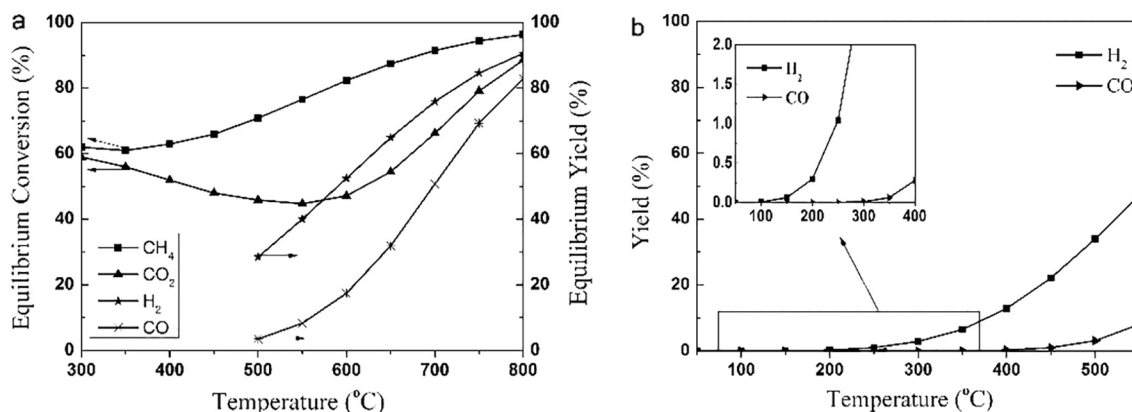 a
100
80
60
40
20
0
Equilibrium Conversion (%)
CH4
CO2
H2
CO
300 400 500 600 700 800
Temperature (°C)
100
80
60
40
20
0
Equilibrium Yield (%)
b
100
80
60
40
20
0
Yield (%)
2.0
1.5
1.0
0.5
0.0
H2
CO
100 200 300 400
H2
CO
100 200 300 400 500
Temperature (°C)